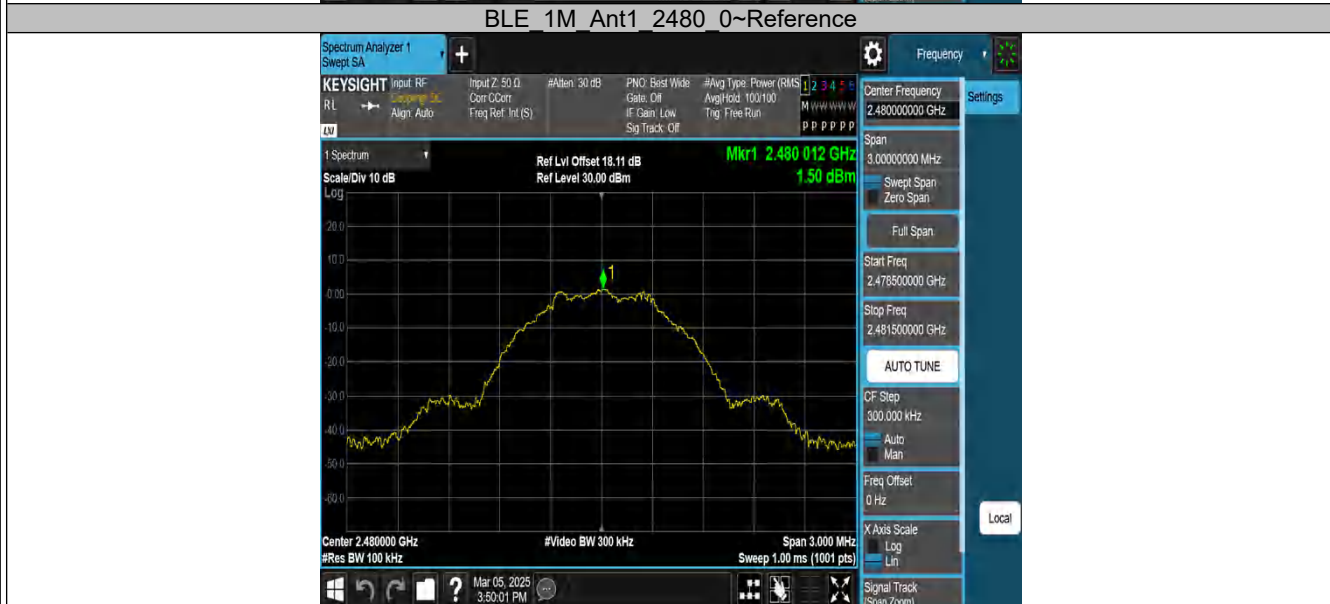 BLE_1M_Ant1_2480_0~Reference
Spectrum Analyzer 1
Swept SA
+
Frequency
KEYSIGHT
RL
LXI
Input: RF
Coupling: DC
Align: Auto
Input Z: 50 Ω
Corr CCorr
Freq Ref: Int (S)
#Atten: 30 dB
PNO: Best Wide
Gate: Off
IF Gain: Low
Sig Track: Off
#Avg Type: Power (RMS
Avg|Hold: 100/100
Trig: Free Run
1 2 3 4 5 6
M W W W W W
P P P P P P
1 Spectrum
Scale/Div 10 dB
Log
Ref Lvl Offset 18.11 dB
Ref Level 30.00 dBm
Mkr1 2.480 012 GHz
1.50 dBm
20.0
10.0
0.00
-10.0
-20.0
-30.0
-40.0
-50.0
-60.0
1
Center 2.480000 GHz
#Res BW 100 kHz
#Video BW 300 kHz
Span 3.000 MHz
Sweep 1.00 ms (1001 pts)
Center Frequency
2.480000000 GHz
Settings
Span
3.00000000 MHz
Swept Span
Zero Span
Full Span
Start Freq
2.478500000 GHz
Stop Freq
2.481500000 GHz
AUTO TUNE
CF Step
300.000 kHz
Auto
Man
Freq Offset
0 Hz
X Axis Scale
Log
Lin
Local
Signal Track
(Span Zoom)
?
Mar 05, 2025
3:50:01 PM